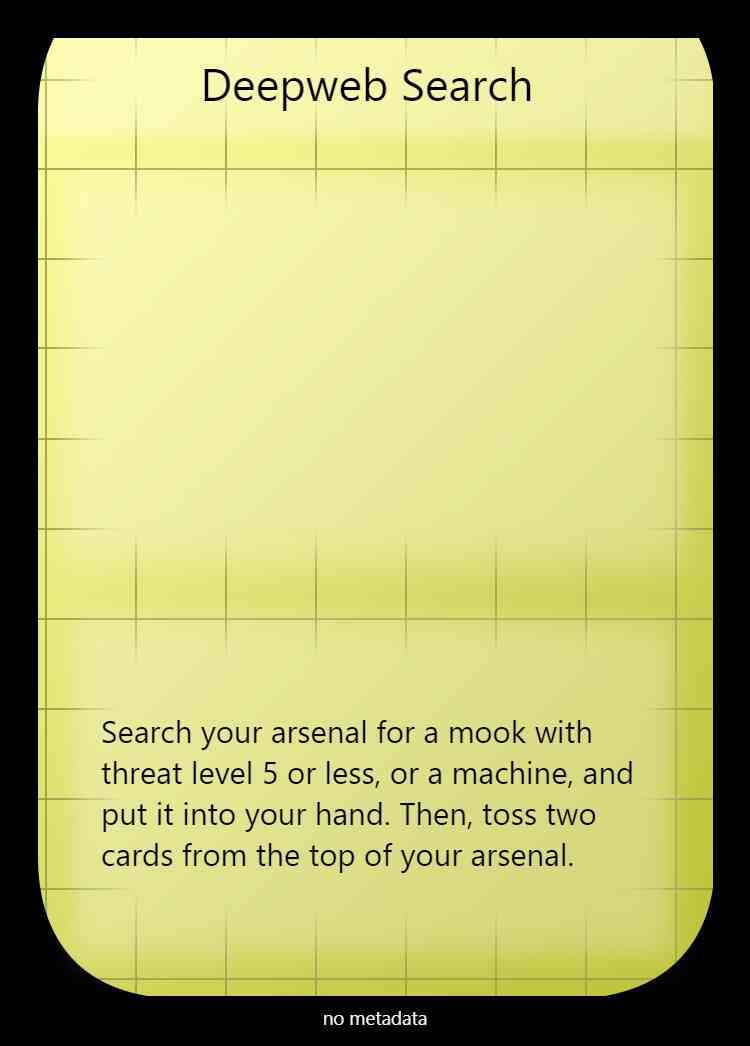 Deepweb Search
Search your arsenal for a mook with
threat level 5 or less, or a machine, and
put it into your hand. Then, toss two
cards from the top of your arsenal.
no metadata